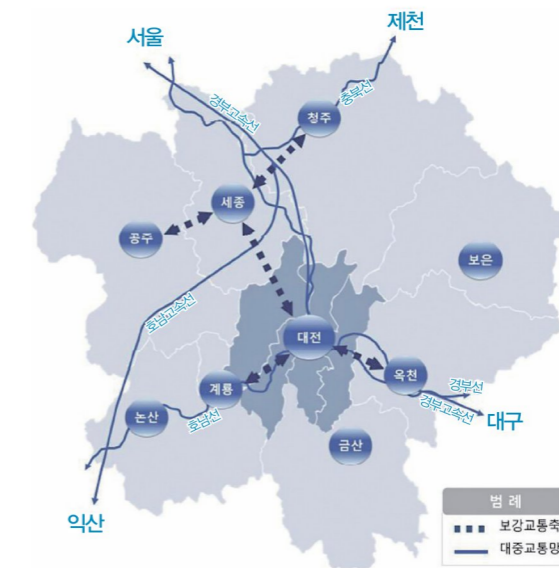 제천
서울
경부고속선
충북선
청주
세종
공주
보은
호남고속선
대전
옥천
계룡
경부선
경부고속선
논산
호남선
대구
금산
익산
범 례
보강교통축
대중교통망